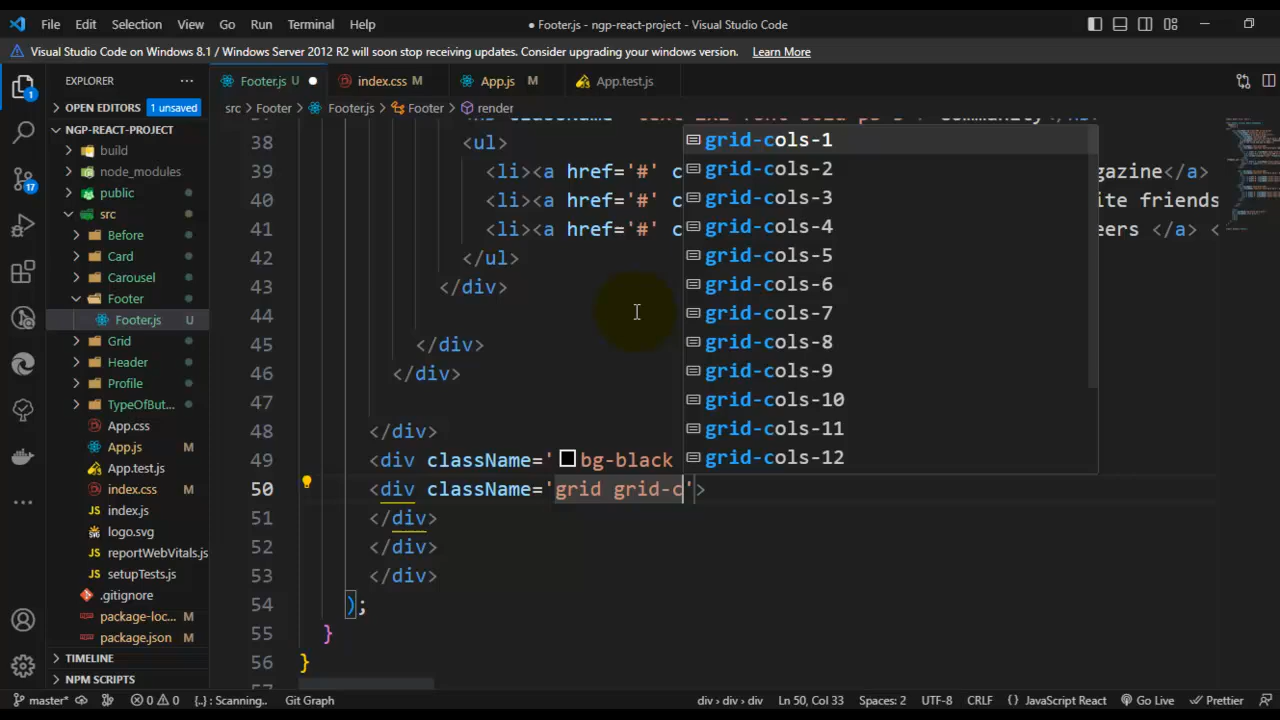 File Edit Selection View Go Run Terminal Help ● Footer.js - ngp-react-project - Visual Studio Code
Visual Studio Code on Windows 8.1 / Windows Server 2012 R2 will soon stop receiving updates. Consider upgrading your windows version. Learn More
EXPLORER ···
OPEN EDITORS 1 unsaved
NGP-REACT-PROJECT
build
node_modules
public
src
Before
Card
Carousel
Footer
Footer.js U
Grid
Header
Profile
TypeOfBut...
App.css
App.js M
App.test.js
index.css M
index.js
logo.svg
reportWebVitals.js
setupTests.js
.gitignore
package-loc... M
package.json M
TIMELINE
NPM SCRIPTS
1
17
Footer.js U ● index.css M App.js M App.test.js
src > Footer > Footer.js > Footer > render
38 <ul>
39 <li><a href='#' c gazine</a>
40 <li><a href='#' c ite friends
41 <li><a href='#' c eers </a> <
42 </ul>
43 </div>
44
45 </div>
46 </div>
47
48 </div>
49 <div className='bg-black
50 <div className='grid grid-c'>
51 </div>
52 </div>
53 </div>
54 );
55 }
56 }
grid-cols-1
grid-cols-2
grid-cols-3
grid-cols-4
grid-cols-5
grid-cols-6
grid-cols-7
grid-cols-8
grid-cols-9
grid-cols-10
grid-cols-11
grid-cols-12
master* 0 0 {..} : Scanning.. Git Graph div › div › div Ln 50, Col 33 Spaces: 2 UTF-8 CRLF {} JavaScript React Go Live Prettier